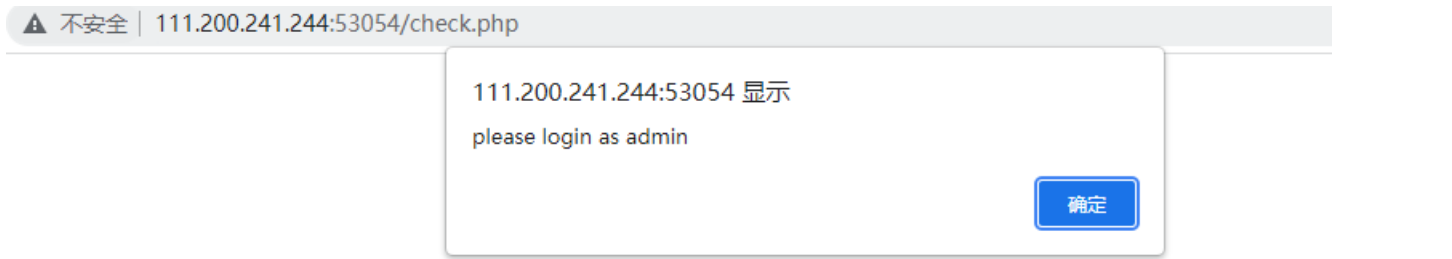 不安全 | 111.200.241.244:53054/check.php
111.200.241.244:53054 显示
please login as admin
确定